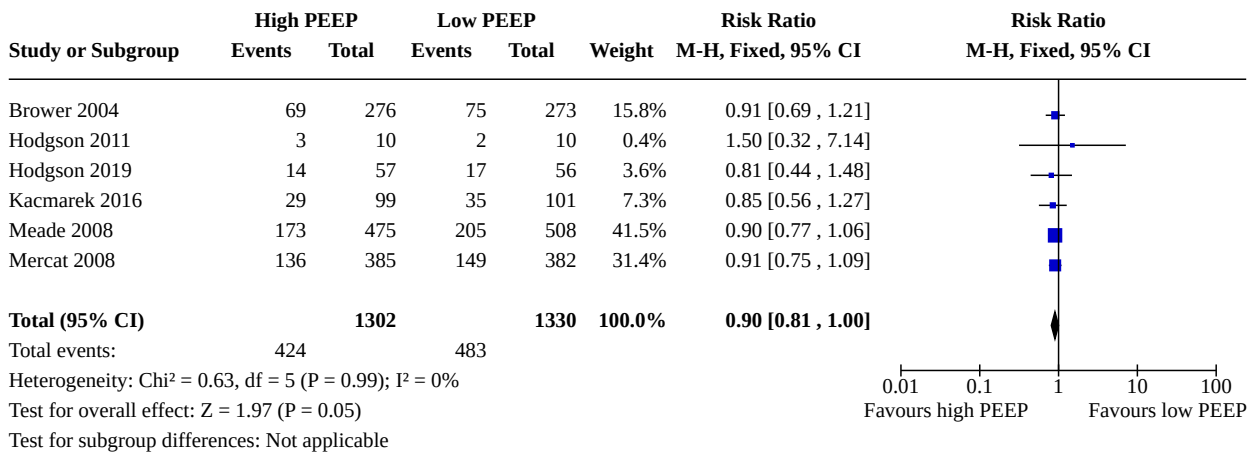 High PEEP Low PEEP Risk Ratio Risk Ratio
Study or Subgroup Events Total Events Total Weight M-H, Fixed, 95% CI M-H, Fixed, 95% CI
Brower 2004 69 276 75 273 15.8% 0.91 [0.69 , 1.21]
Hodgson 2011 3 10 2 10 0.4% 1.50 [0.32 , 7.14]
Hodgson 2019 14 57 17 56 3.6% 0.81 [0.44 , 1.48]
Kacmarek 2016 29 99 35 101 7.3% 0.85 [0.56 , 1.27]
Meade 2008 173 475 205 508 41.5% 0.90 [0.77 , 1.06]
Mercat 2008 136 385 149 382 31.4% 0.91 [0.75 , 1.09]
Total (95% CI) 1302 1330 100.0% 0.90 [0.81 , 1.00]
Total events: 424 483
Heterogeneity: Chi² = 0.63, df = 5 (P = 0.99); I² = 0%
0.01 0.1 1 10 100
Test for overall effect: Z = 1.97 (P = 0.05) Favours high PEEP Favours low PEEP
Test for subgroup differences: Not applicable